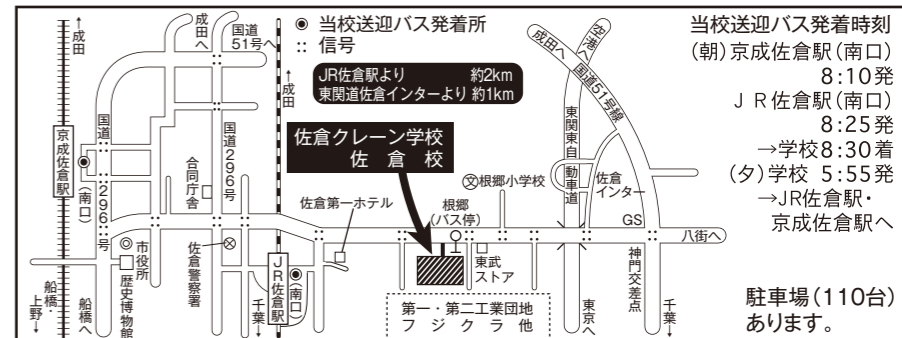 ◉ 当校送迎バス発着所
:: 信号
JR佐倉駅より 約2km
東関道佐倉インターより 約1km
佐倉クレーン学校
佐倉校
←成田
成田へ
国道51号へ
←成田
国道296号
国道296号
京成佐倉駅
(南口)
合同庁舎
市役所
歴史博物館
佐倉警察署
JR佐倉駅
(南口)
佐倉第一ホテル
船橋・上野→
船橋へ
千葉→
根郷
(バス停)
文 根郷小学校
東武
ストア
第一・第二工業団地
フジクラ他
成田へ
空港へ
国道51号線
東関東自動車道
佐倉
インター
GS
八街へ
神門交差点
東京へ
千葉→
当校送迎バス発着時刻
(朝)京成佐倉駅(南口)
8:10発
JR佐倉駅(南口)
8:25発
→学校8:30着
(夕)学校 5:55発
→JR佐倉駅・
京成佐倉駅へ
駐車場(110台)
あります。